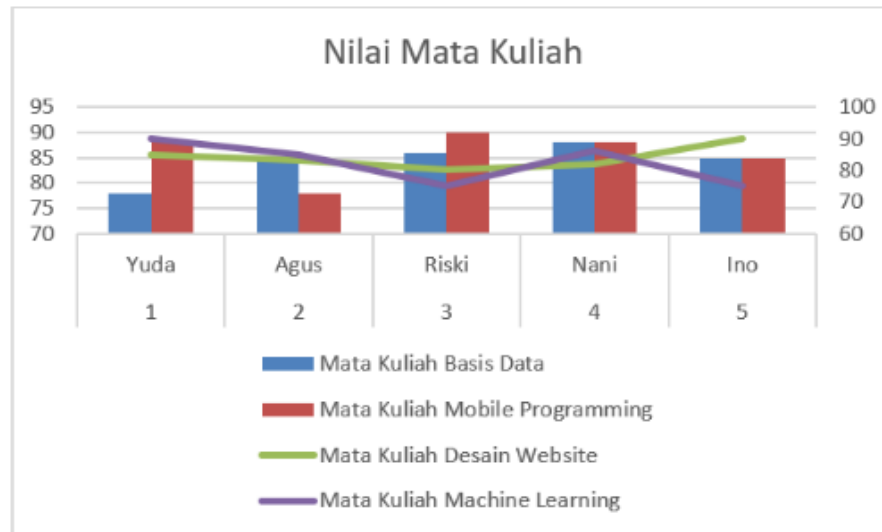 Nilai Mata Kuliah
95 100
90 90
85 80
80
75 70
70 60
Yuda Agus Riski Nani Ino
1 2 3 4 5
Mata Kuliah Basis Data
Mata Kuliah Mobile Programming
Mata Kuliah Desain Website
Mata Kuliah Machine Learning